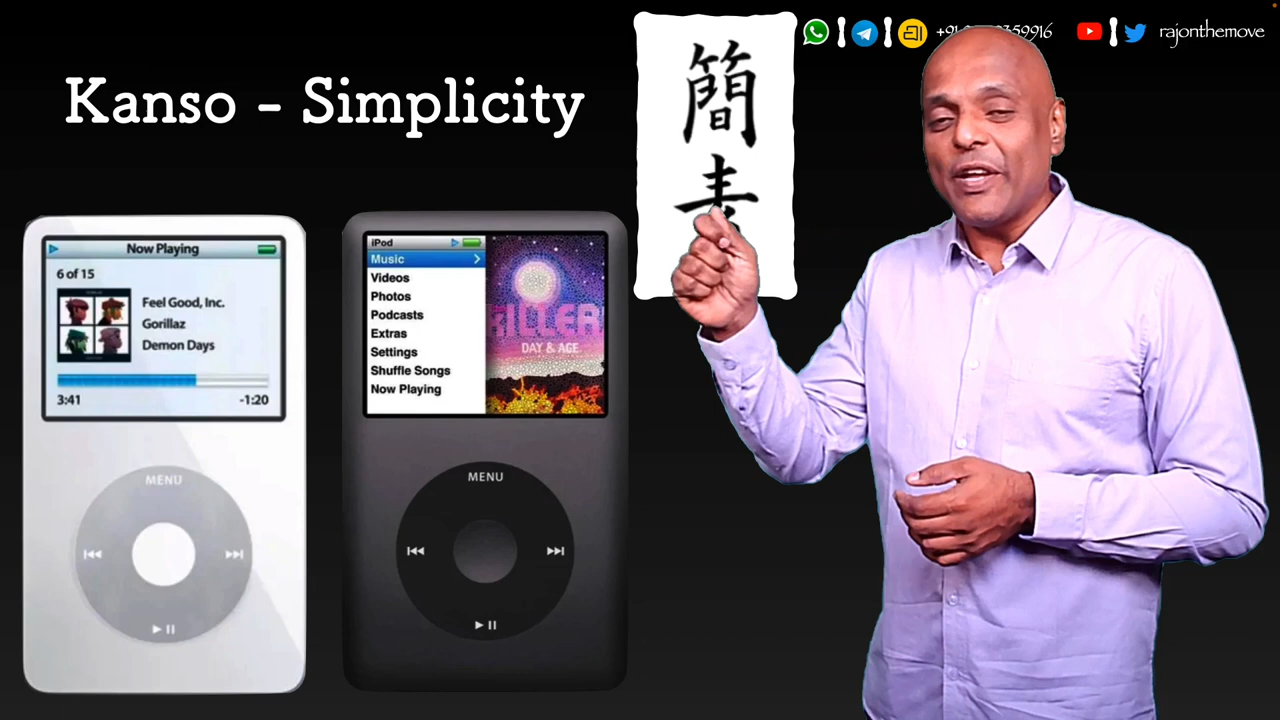 Kanso – Simplicity
簡
素
rajonthemove
Now Playing
6 of 15
Feel Good, Inc.
Gorillaz
Demon Days
3:41
-1:20
MENU
iPod
Music
Videos
Photos
Podcasts
Extras
Settings
Shuffle Songs
Now Playing
DAY & AGE
MENU